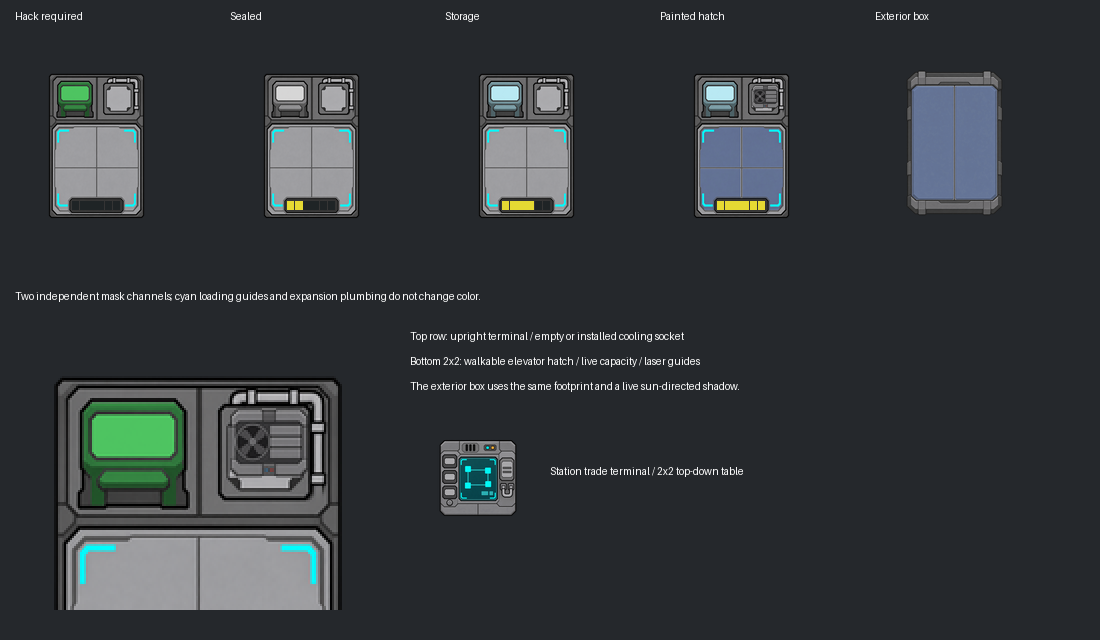 Hack required
Sealed
Storage
Painted hatch
Exterior box
Two independent mask channels; cyan loading guides and expansion plumbing do not change color.
Top row: upright terminal / empty or installed cooling socket
Bottom 2x2: walkable elevator hatch / live capacity / laser guides
The exterior box uses the same footprint and a live sun-directed shadow.
Station trade terminal / 2x2 top-down table